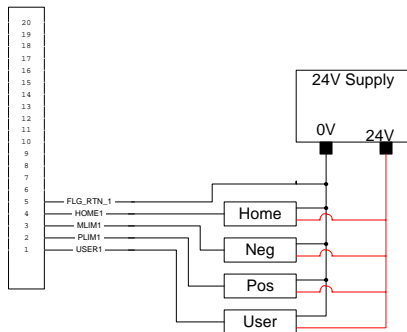 20
19
18
17
16
15
14
13
12
11
10
9
8
7
6
5 FLG_RTN_1
4 HOME1
3 MLIM1
2 PLIM1
1 USER1
24V Supply
0V 24V
Home
Neg
Pos
User